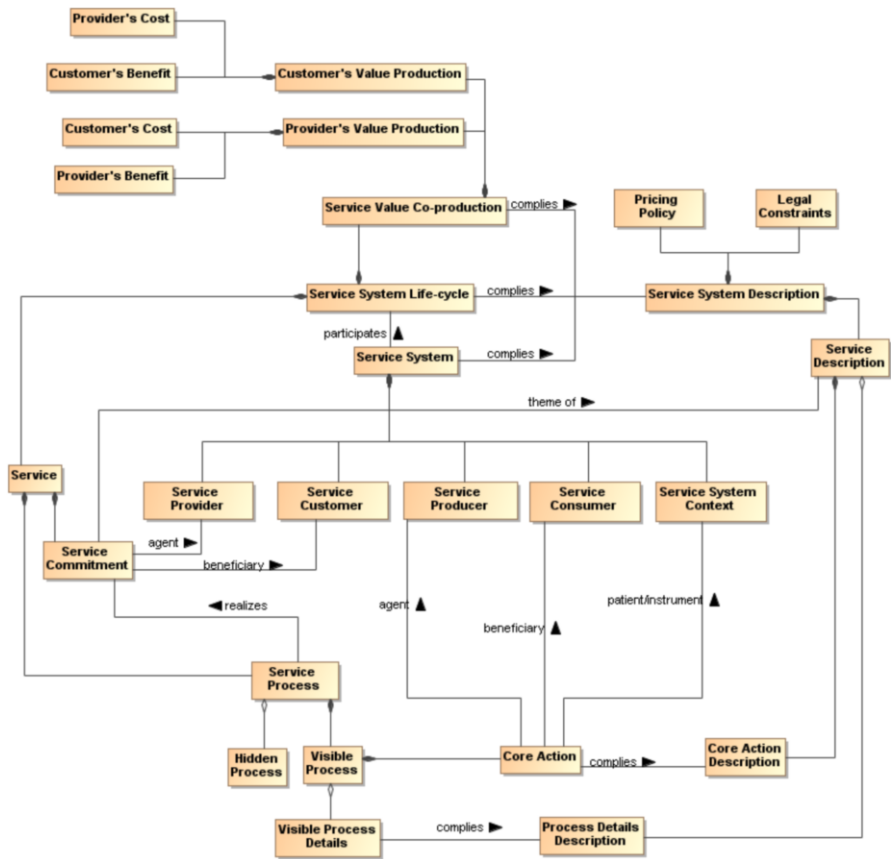 Provider's Cost
Customer's Benefit
Customer's Value Production
Customer's Cost
Provider's Value Production
Provider's Benefit
Service Value Co-production
complies
Pricing
Policy
Legal
Constraints
Service System Life-cycle
complies
Service System Description
participates
Service System
complies
Service
Description
theme of
Service
Service
Provider
Service
Customer
Service
Producer
Service
Consumer
Service System
Context
Service
Commitment
agent
beneficiary
realizes
agent
beneficiary
patient/instrument
Service
Process
Hidden
Process
Visible
Process
Core Action
complies
Core Action
Description
Visible Process
Details
complies
Process Details
Description